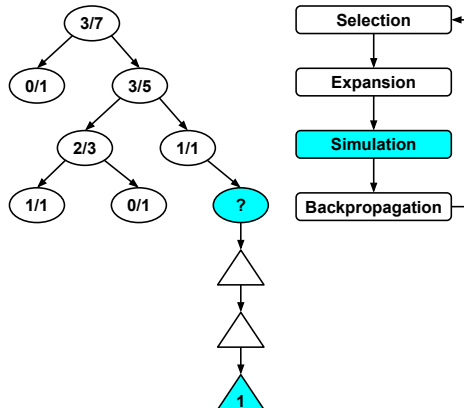 3/7
0/1
3/5
2/3
1/1
1/1
0/1
?
1
Selection
Expansion
Simulation
Backpropagation